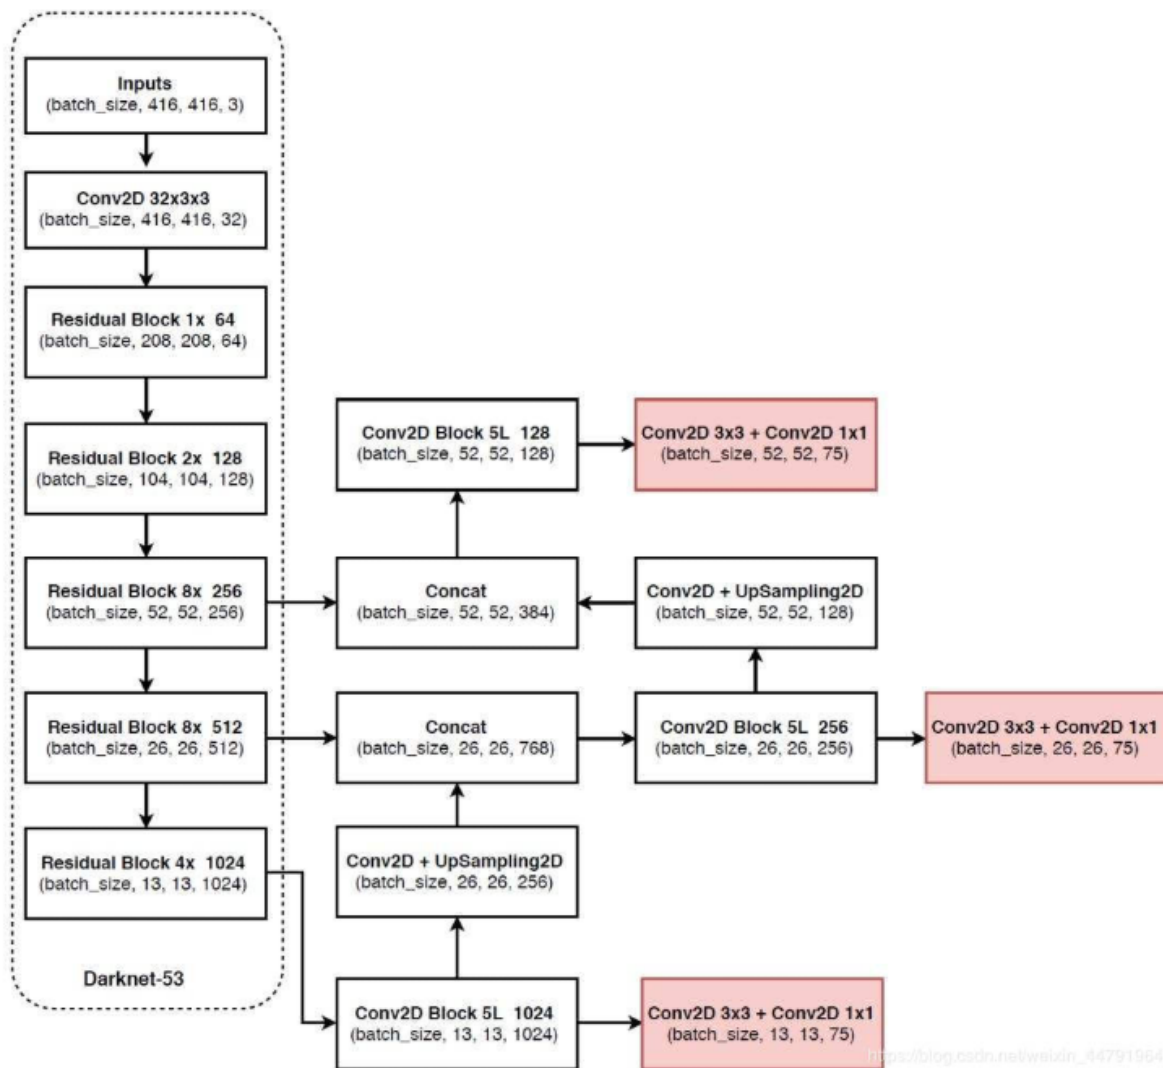 Inputs
(batch_size, 416, 416, 3)
Conv2D 32x3x3
(batch_size, 416, 416, 32)
Residual Block 1x 64
(batch_size, 208, 208, 64)
Residual Block 2x 128
(batch_size, 104, 104, 128)
Conv2D Block 5L 128
(batch_size, 52, 52, 128)
Conv2D 3x3 + Conv2D 1x1
(batch_size, 52, 52, 75)
Residual Block 8x 256
(batch_size, 52, 52, 256)
Concat
(batch_size, 52, 52, 384)
Conv2D + UpSampling2D
(batch_size, 52, 52, 128)
Residual Block 8x 512
(batch_size, 26, 26, 512)
Concat
(batch_size, 26, 26, 768)
Conv2D Block 5L 256
(batch_size, 26, 26, 256)
Conv2D 3x3 + Conv2D 1x1
(batch_size, 26, 26, 75)
Residual Block 4x 1024
(batch_size, 13, 13, 1024)
Conv2D + UpSampling2D
(batch_size, 26, 26, 256)
Darknet-53
Conv2D Block 5L 1024
(batch_size, 13, 13, 1024)
Conv2D 3x3 + Conv2D 1x1
(batch_size, 13, 13, 75)
https://blog.csdn.net/weixin_44791964